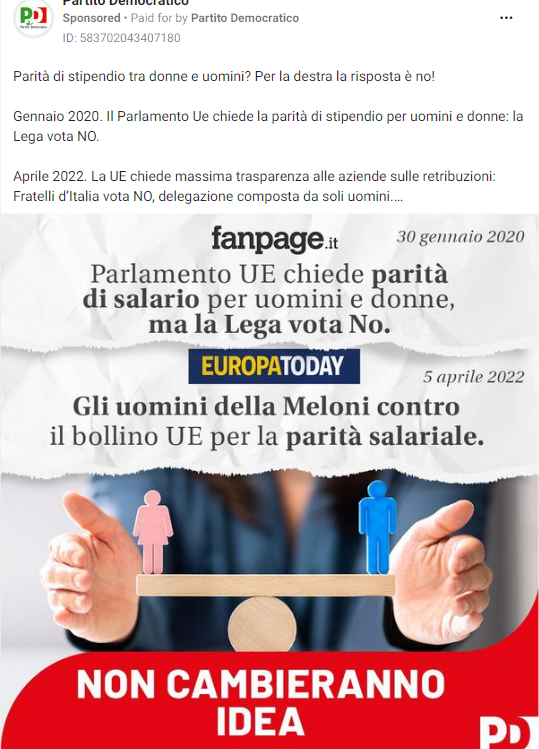 Partito Democratico
Sponsored • Paid for by Partito Democratico
ID: 583702043407180
Parità di stipendio tra donne e uomini? Per la destra la risposta è no!
Gennaio 2020. Il Parlamento Ue chiede la parità di stipendio per uomini e donne: la
Lega vota NO.
Aprile 2022. La UE chiede massima trasparenza alle aziende sulle retribuzioni:
Fratelli d'Italia vota NO, delegazione composta da soli uomini....
fanpage.it
30 gennaio 2020
Parlamento UE chiede parità
di salario per uomini e donne,
ma la Lega vota No.
EUROPATODAY
5 aprile 2022
Gli uomini della Meloni contro
il bollino UE per la parità salariale.
NON CAMBIERANNO
IDEA
PD